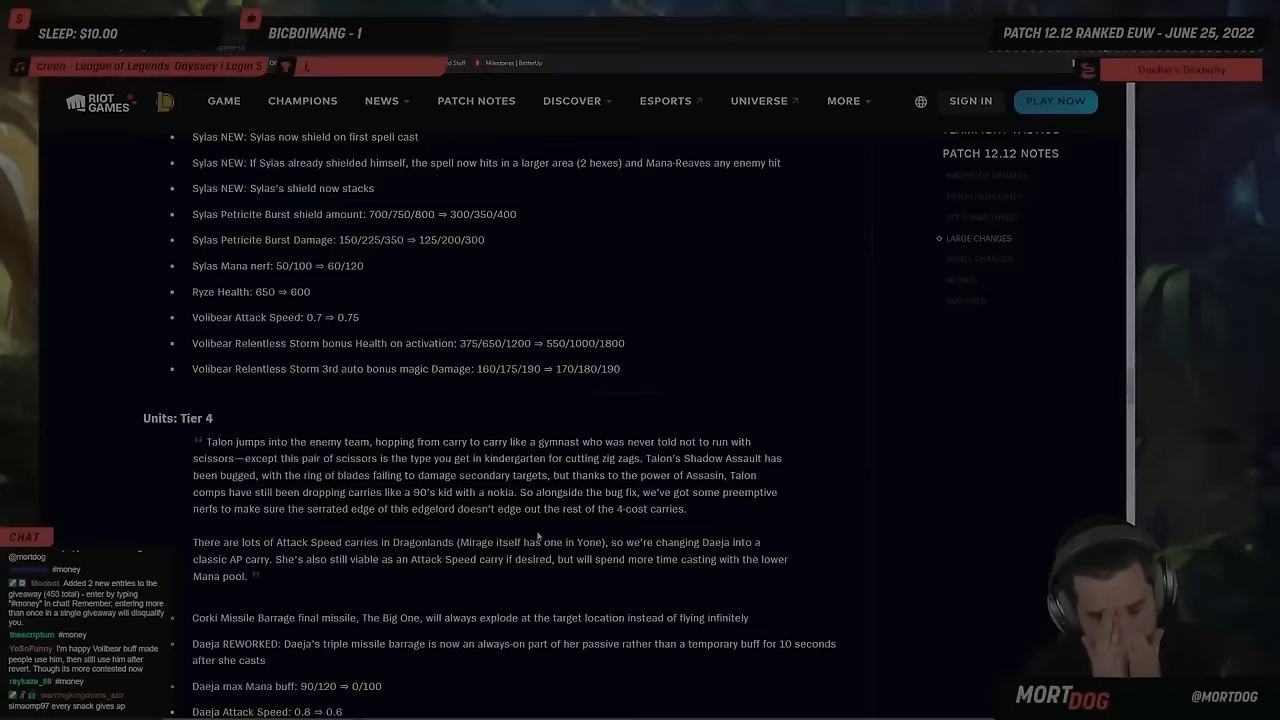 5
SLEEP: $10.00
BICBOIWANG - 1
PATCH 12.12 RANKED EUW - JUNE 25, 2022
creen - League of Legends Odyssey I Login S
Milestones | BetterUp
RIOT GAMES
GAME
CHAMPIONS
NEWS
PATCH NOTES
DISCOVER
ESPORTS
UNIVERSE
MORE
SIGN IN
PLAY NOW
Sylas NEW: Sylas now shield on first spell cast
Sylas NEW: If Sylas already shielded himself, the spell now hits in a larger area (2 hexes) and Mana-Reaves any enemy hit
Sylas NEW: Sylas's shield now stacks
Sylas Petricite Burst shield amount: 700/750/800 ⇒ 300/350/400
Sylas Petricite Burst Damage: 150/225/350 ⇒ 125/200/300
Sylas Mana nerf: 50/100 ⇒ 60/120
Ryze Health: 650 ⇒ 600
Volibear Attack Speed: 0.7 ⇒ 0.75
Volibear Relentless Storm bonus Health on activation: 375/650/1200 ⇒ 550/1000/1800
Volibear Relentless Storm 3rd auto bonus magic Damage: 160/175/190 ⇒ 170/180/190
PATCH 12.12 NOTES
PATCH HIGHLIGHTS
LARGE CHANGES
SMALL CHANGES
BUG FIXES
Units: Tier 4
“ Talon jumps into the enemy team, hopping from carry to carry like a gymnast who was never told not to run with
scissors—except this pair of scissors is the type you get in kindergarten for cutting zig zags. Talon's Shadow Assault has
been bugged, with the ring of blades failing to damage secondary targets, but thanks to the power of Assasin, Talon
comps have still been dropping carries like a 90's kid with a nokia. So alongside the bug fix, we've got some preemptive
nerfs to make sure the serrated edge of this edgelord doesn't edge out the rest of the 4-cost carries.
There are lots of Attack Speed carries in Dragonlands (Mirage itself has one in Yone), so we're changing Daeja into a
classic AP carry. She's also still viable as an Attack Speed carry if desired, but will spend more time casting with the lower
Mana pool. ”
Corki Missile Barrage final missile, The Big One, will always explode at the target location instead of flying infinitely
Daeja REWORKED: Daeja's triple missile barrage is now an always-on part of her passive rather than a temporary buff for 10 seconds
after she casts
Daeja max Mana buff: 90/120 ⇒ 0/100
Daeja Attack Speed: 0.8 ⇒ 0.6
CHAT
@mortdog
#money
Moobot: Added 2 new entries to the
giveaway (453 total) - enter by typing
"#money" in chat! Remember, entering more
than once in a single giveaway will disqualify
you.
thescriptum #money
YoSoFunny I'm happy Volibear buff made
people use him, then still use him after
revert. Though its more contested now
raykaza_89 #money
warringkingdoms_azir
simaomp97 every snack gives ap
MORTDOG
@MORTDOG